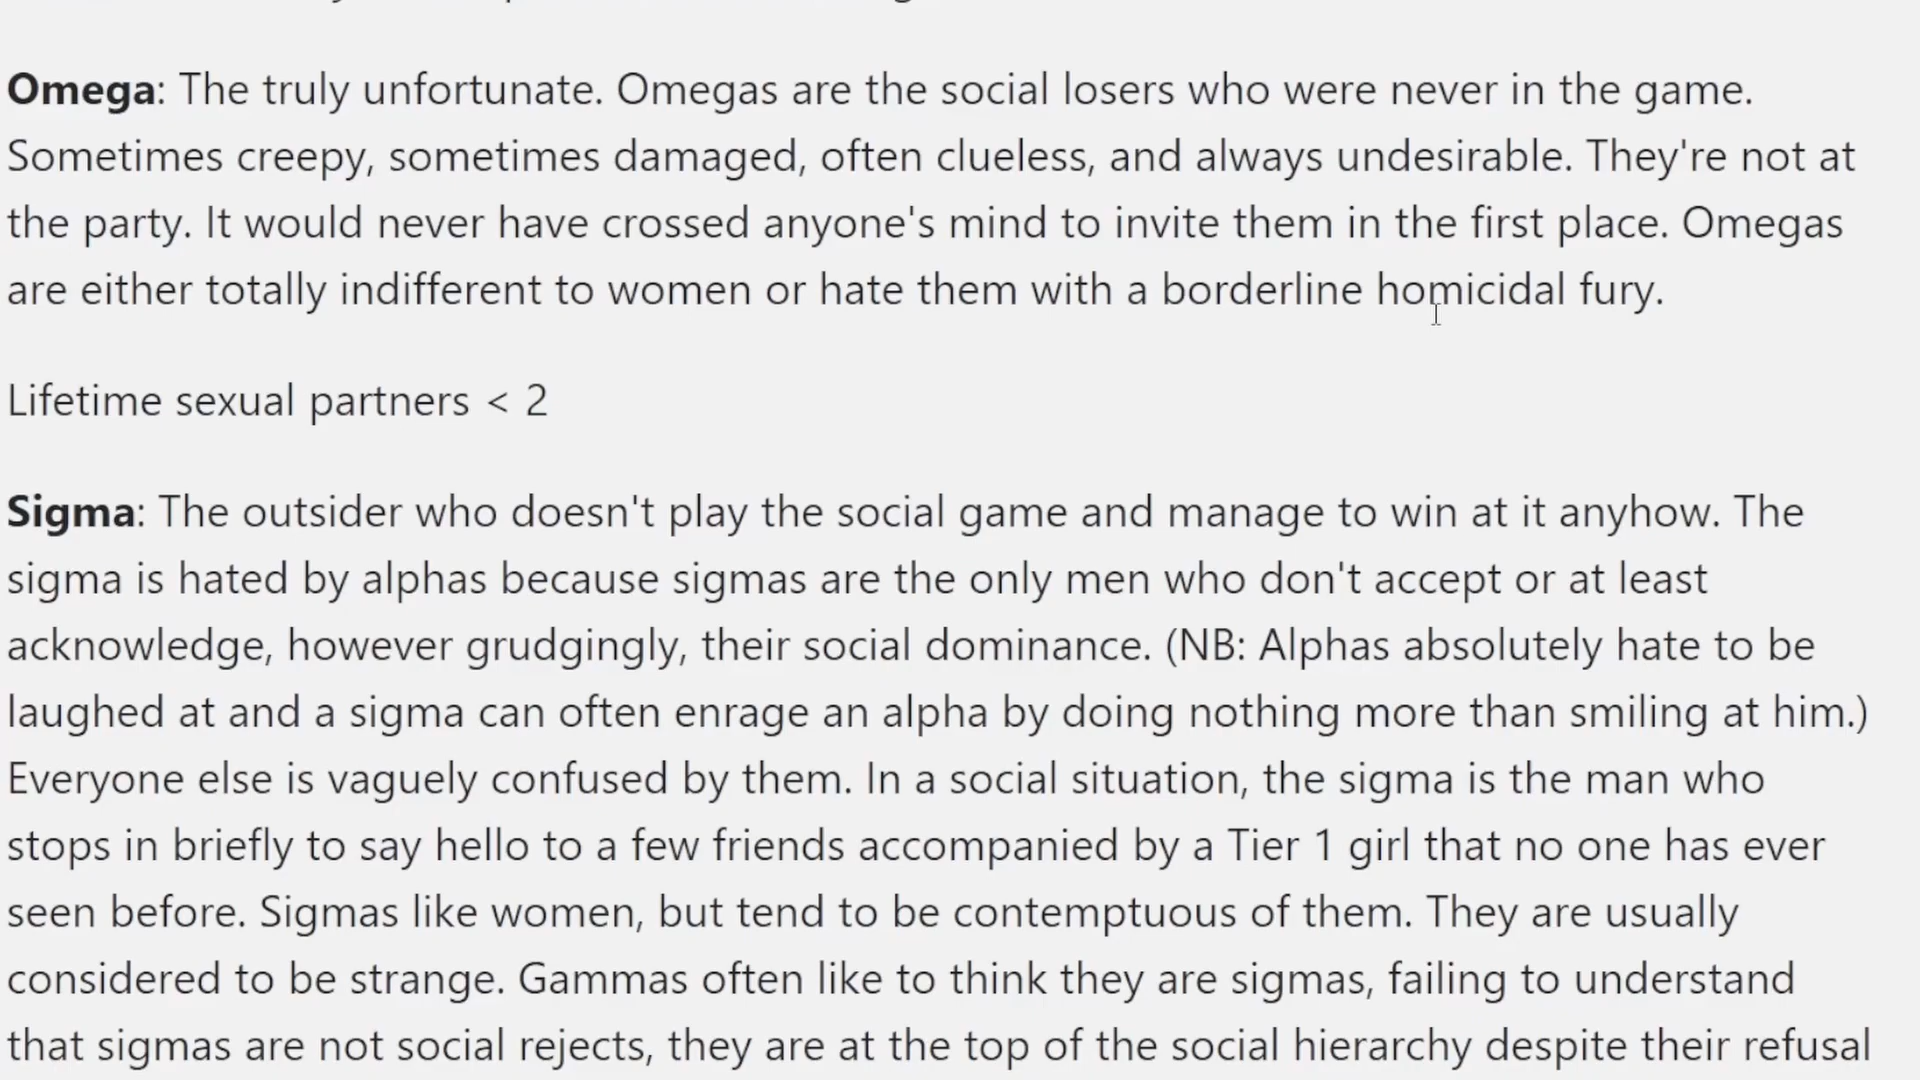 Omega: The truly unfortunate. Omegas are the social losers who were never in the game.
Sometimes creepy, sometimes damaged, often clueless, and always undesirable. They're not at
the party. It would never have crossed anyone's mind to invite them in the first place. Omegas
are either totally indifferent to women or hate them with a borderline homicidal fury.
Lifetime sexual partners < 2
Sigma: The outsider who doesn't play the social game and manage to win at it anyhow. The
sigma is hated by alphas because sigmas are the only men who don't accept or at least
acknowledge, however grudgingly, their social dominance. (NB: Alphas absolutely hate to be
laughed at and a sigma can often enrage an alpha by doing nothing more than smiling at him.)
Everyone else is vaguely confused by them. In a social situation, the sigma is the man who
stops in briefly to say hello to a few friends accompanied by a Tier 1 girl that no one has ever
seen before. Sigmas like women, but tend to be contemptuous of them. They are usually
considered to be strange. Gammas often like to think they are sigmas, failing to understand
that sigmas are not social rejects, they are at the top of the social hierarchy despite their refusal